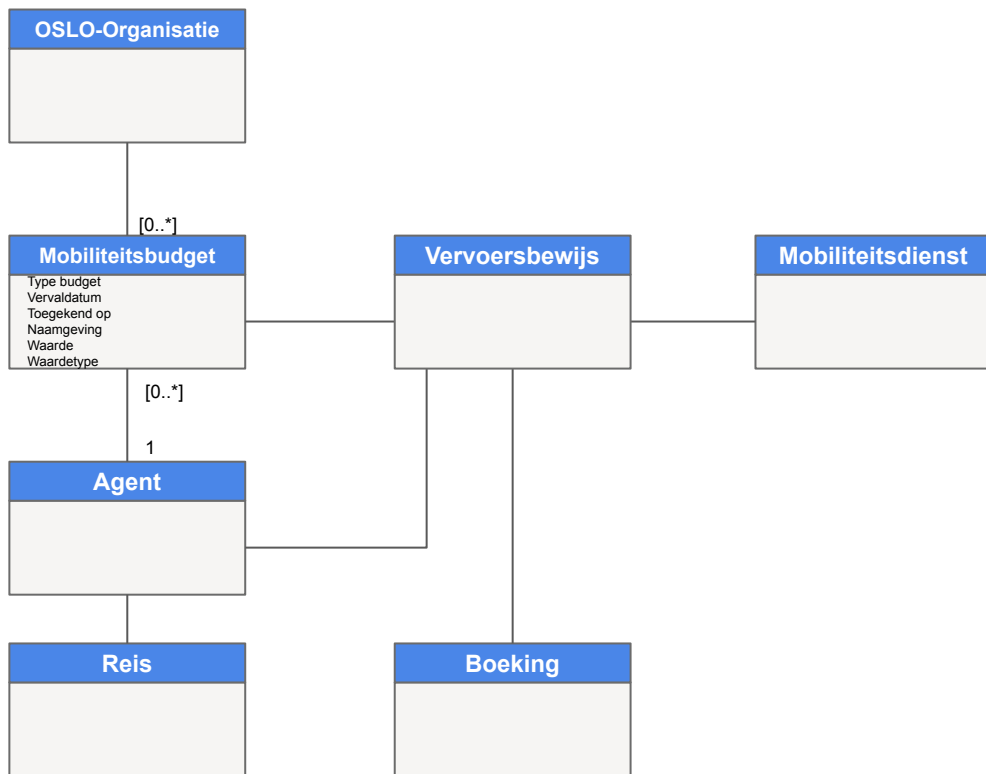 OSLO-Organisatie
[0..*]
Mobiliteitsbudget
Type budget
Vervaldatum
Toegekend op
Naamgeving
Waarde
Waardetype
Vervoersbewijs
Mobiliteitsdienst
[0..*]
1
Agent
Reis
Boeking